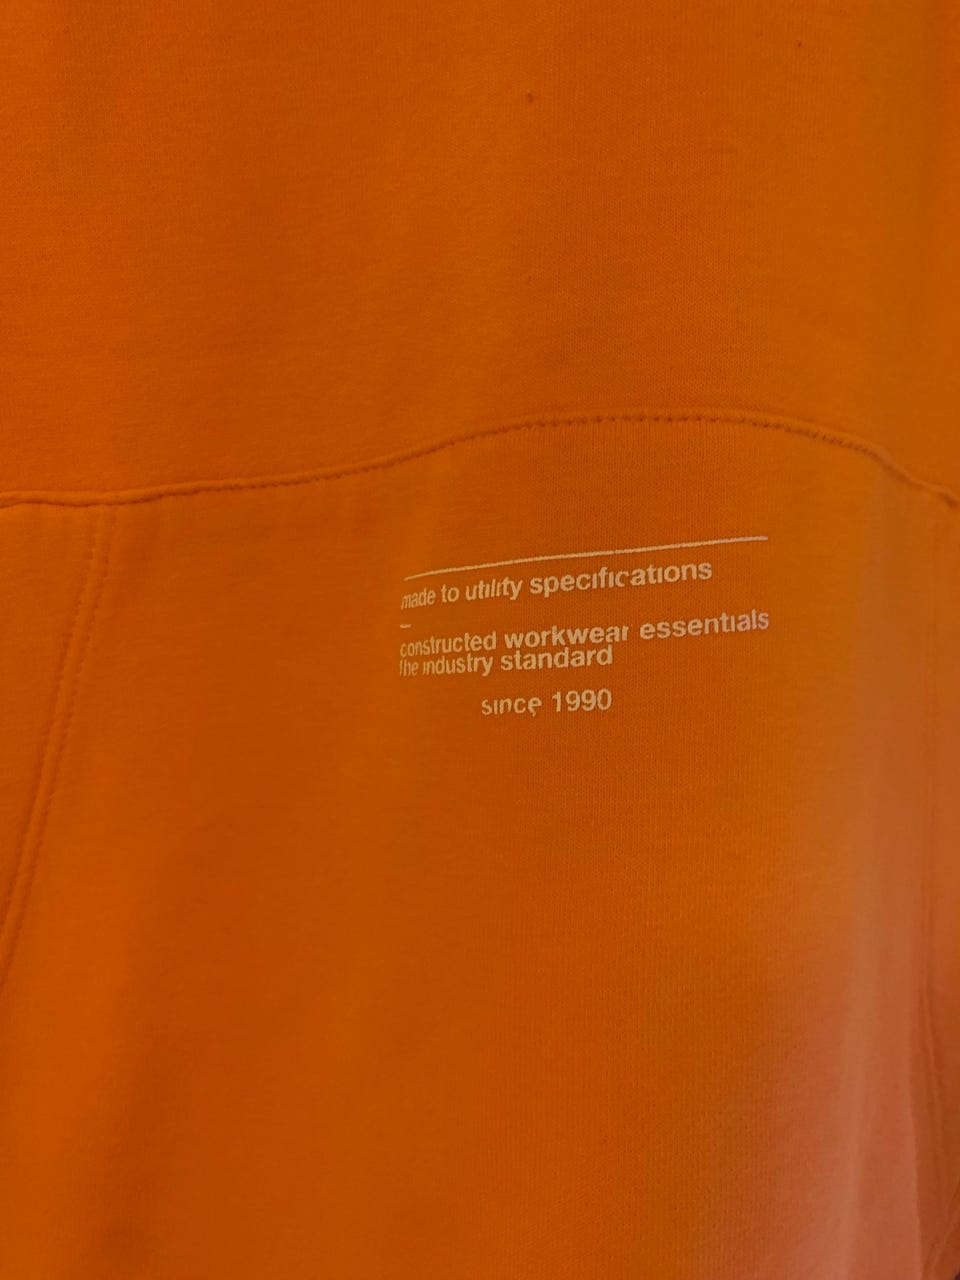 made to utility specifications
–
constructed workwear essentials
the industry standard
since 1990